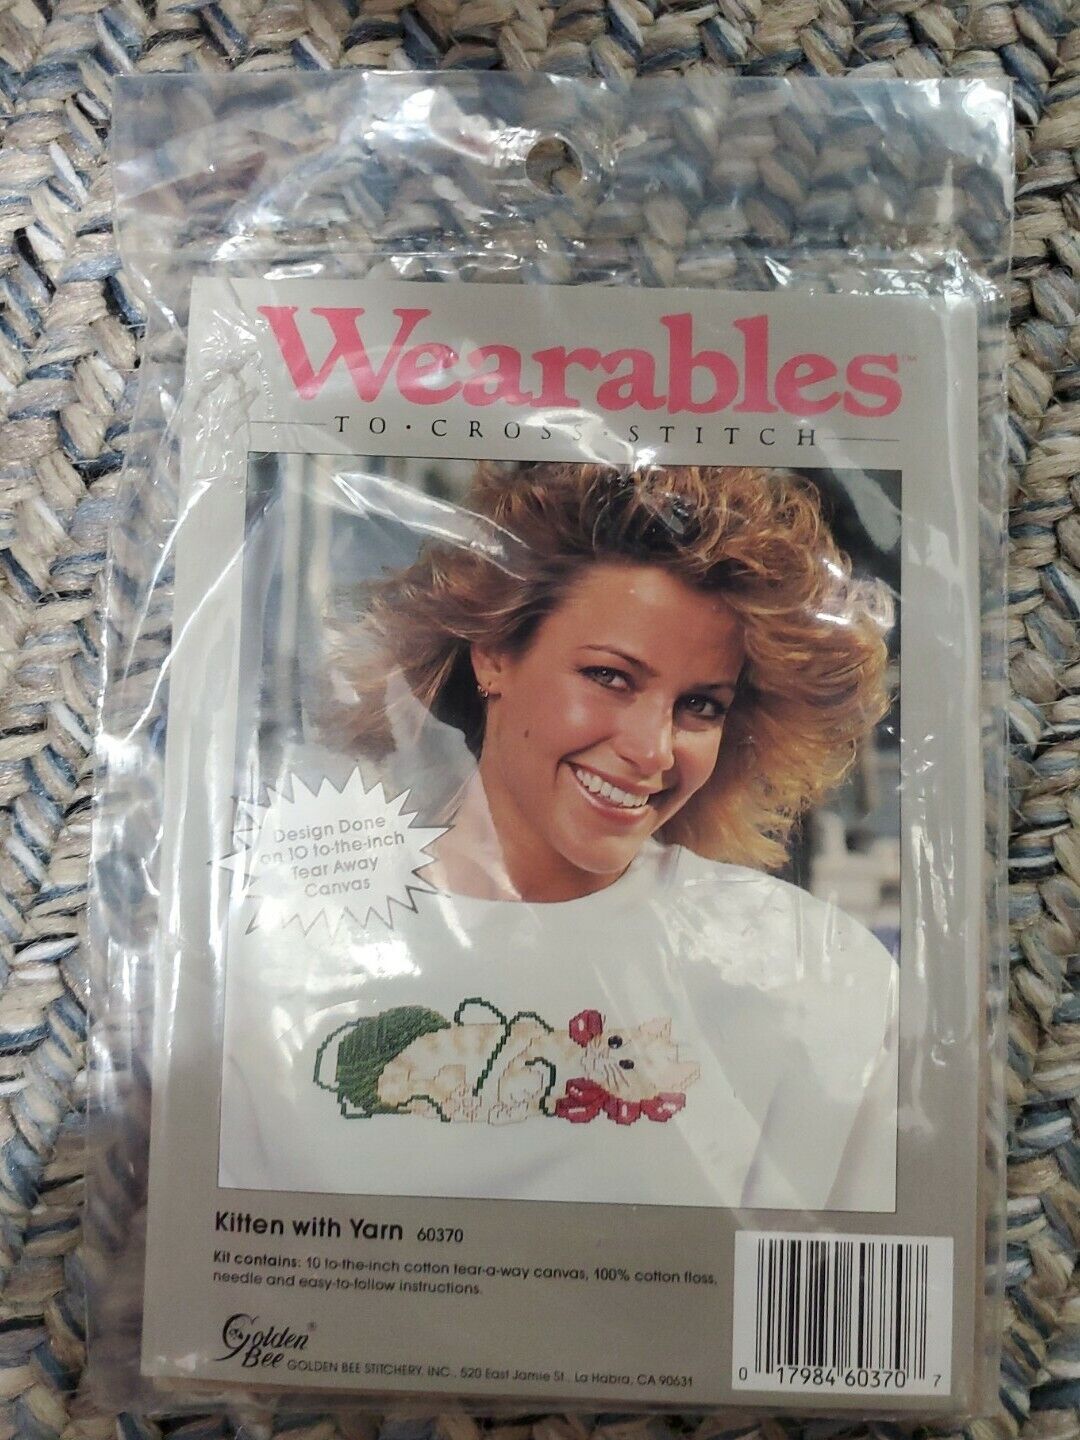 Wearables™
TO · CROSS · STITCH
Design Done
on 10 to-the-inch
Tear Away
Canvas
Kitten with Yarn 60370
Kit contains: 10 to-the-inch cotton tear-a-way canvas, 100% cotton floss,
needle and easy-to-follow instructions.
Golden®
Bee GOLDEN BEE STITCHERY, INC., 520 East Jamie St., La Habra, CA 90631
0 17984 60370 7